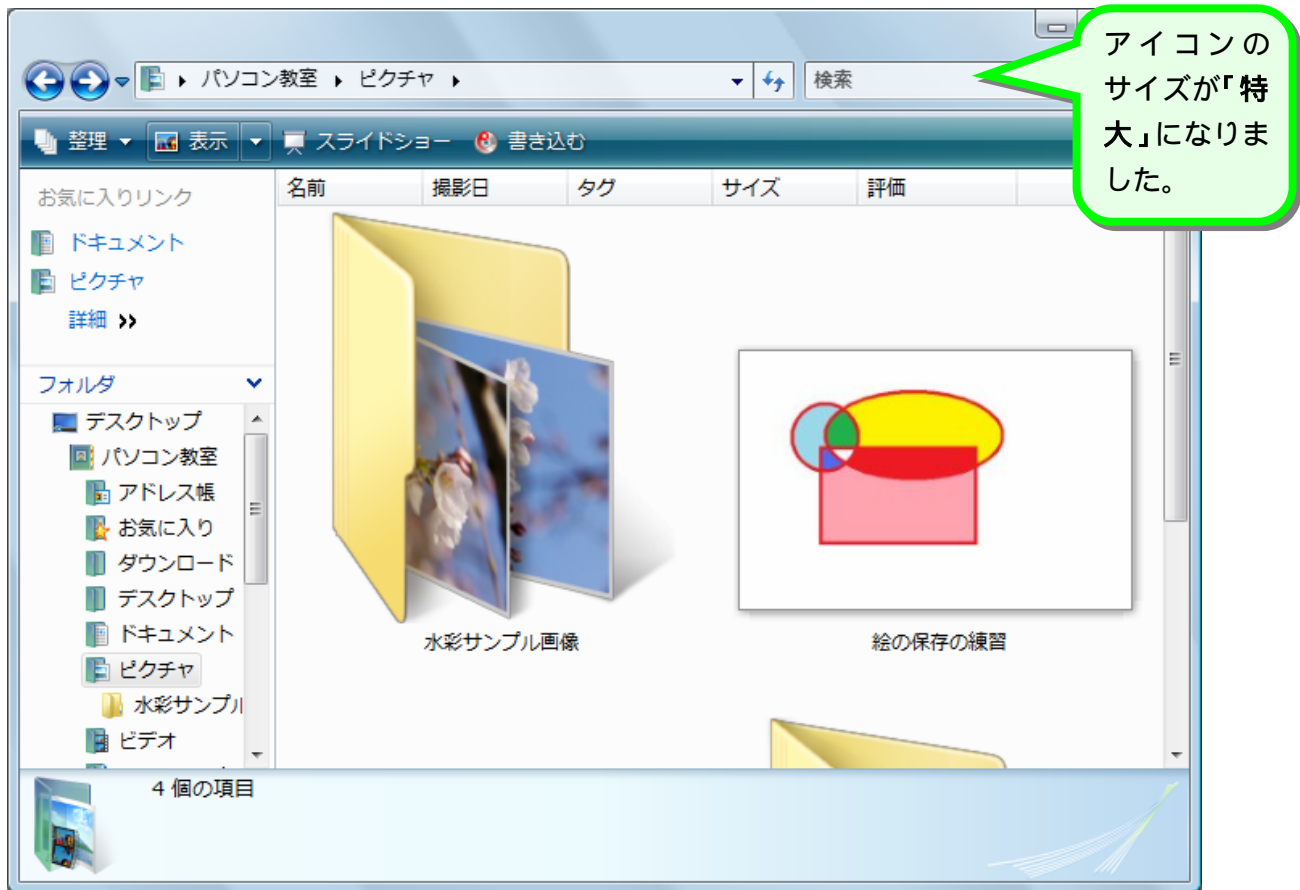 アイコンの
サイズが「特
大」になりま
した。
パソコン教室 ピクチャ
検索
整理 表示 スライドショー 書き込む
お気に入りリンク
ドキュメント
ピクチャ
詳細 >>
フォルダ
デスクトップ
パソコン教室
アドレス帳
お気に入り
ダウンロード
デスクトップ
ドキュメント
ピクチャ
水彩サンプル
ビデオ
名前 撮影日 タグ サイズ 評価
水彩サンプル画像
絵の保存の練習
4 個の項目